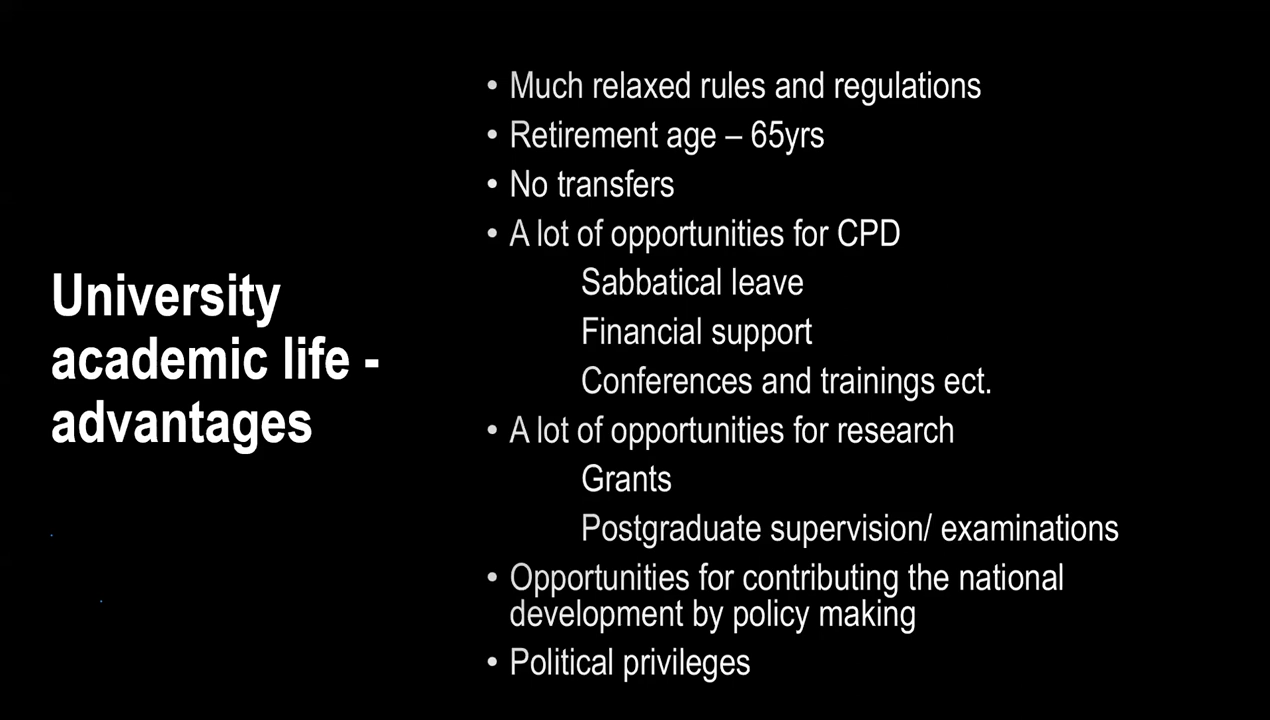 University
academic life -
advantages
• Much relaxed rules and regulations
• Retirement age – 65yrs
• No transfers
• A lot of opportunities for CPD
Sabbatical leave
Financial support
Conferences and trainings ect.
• A lot of opportunities for research
Grants
Postgraduate supervision/ examinations
• Opportunities for contributing the national
development by policy making
• Political privileges